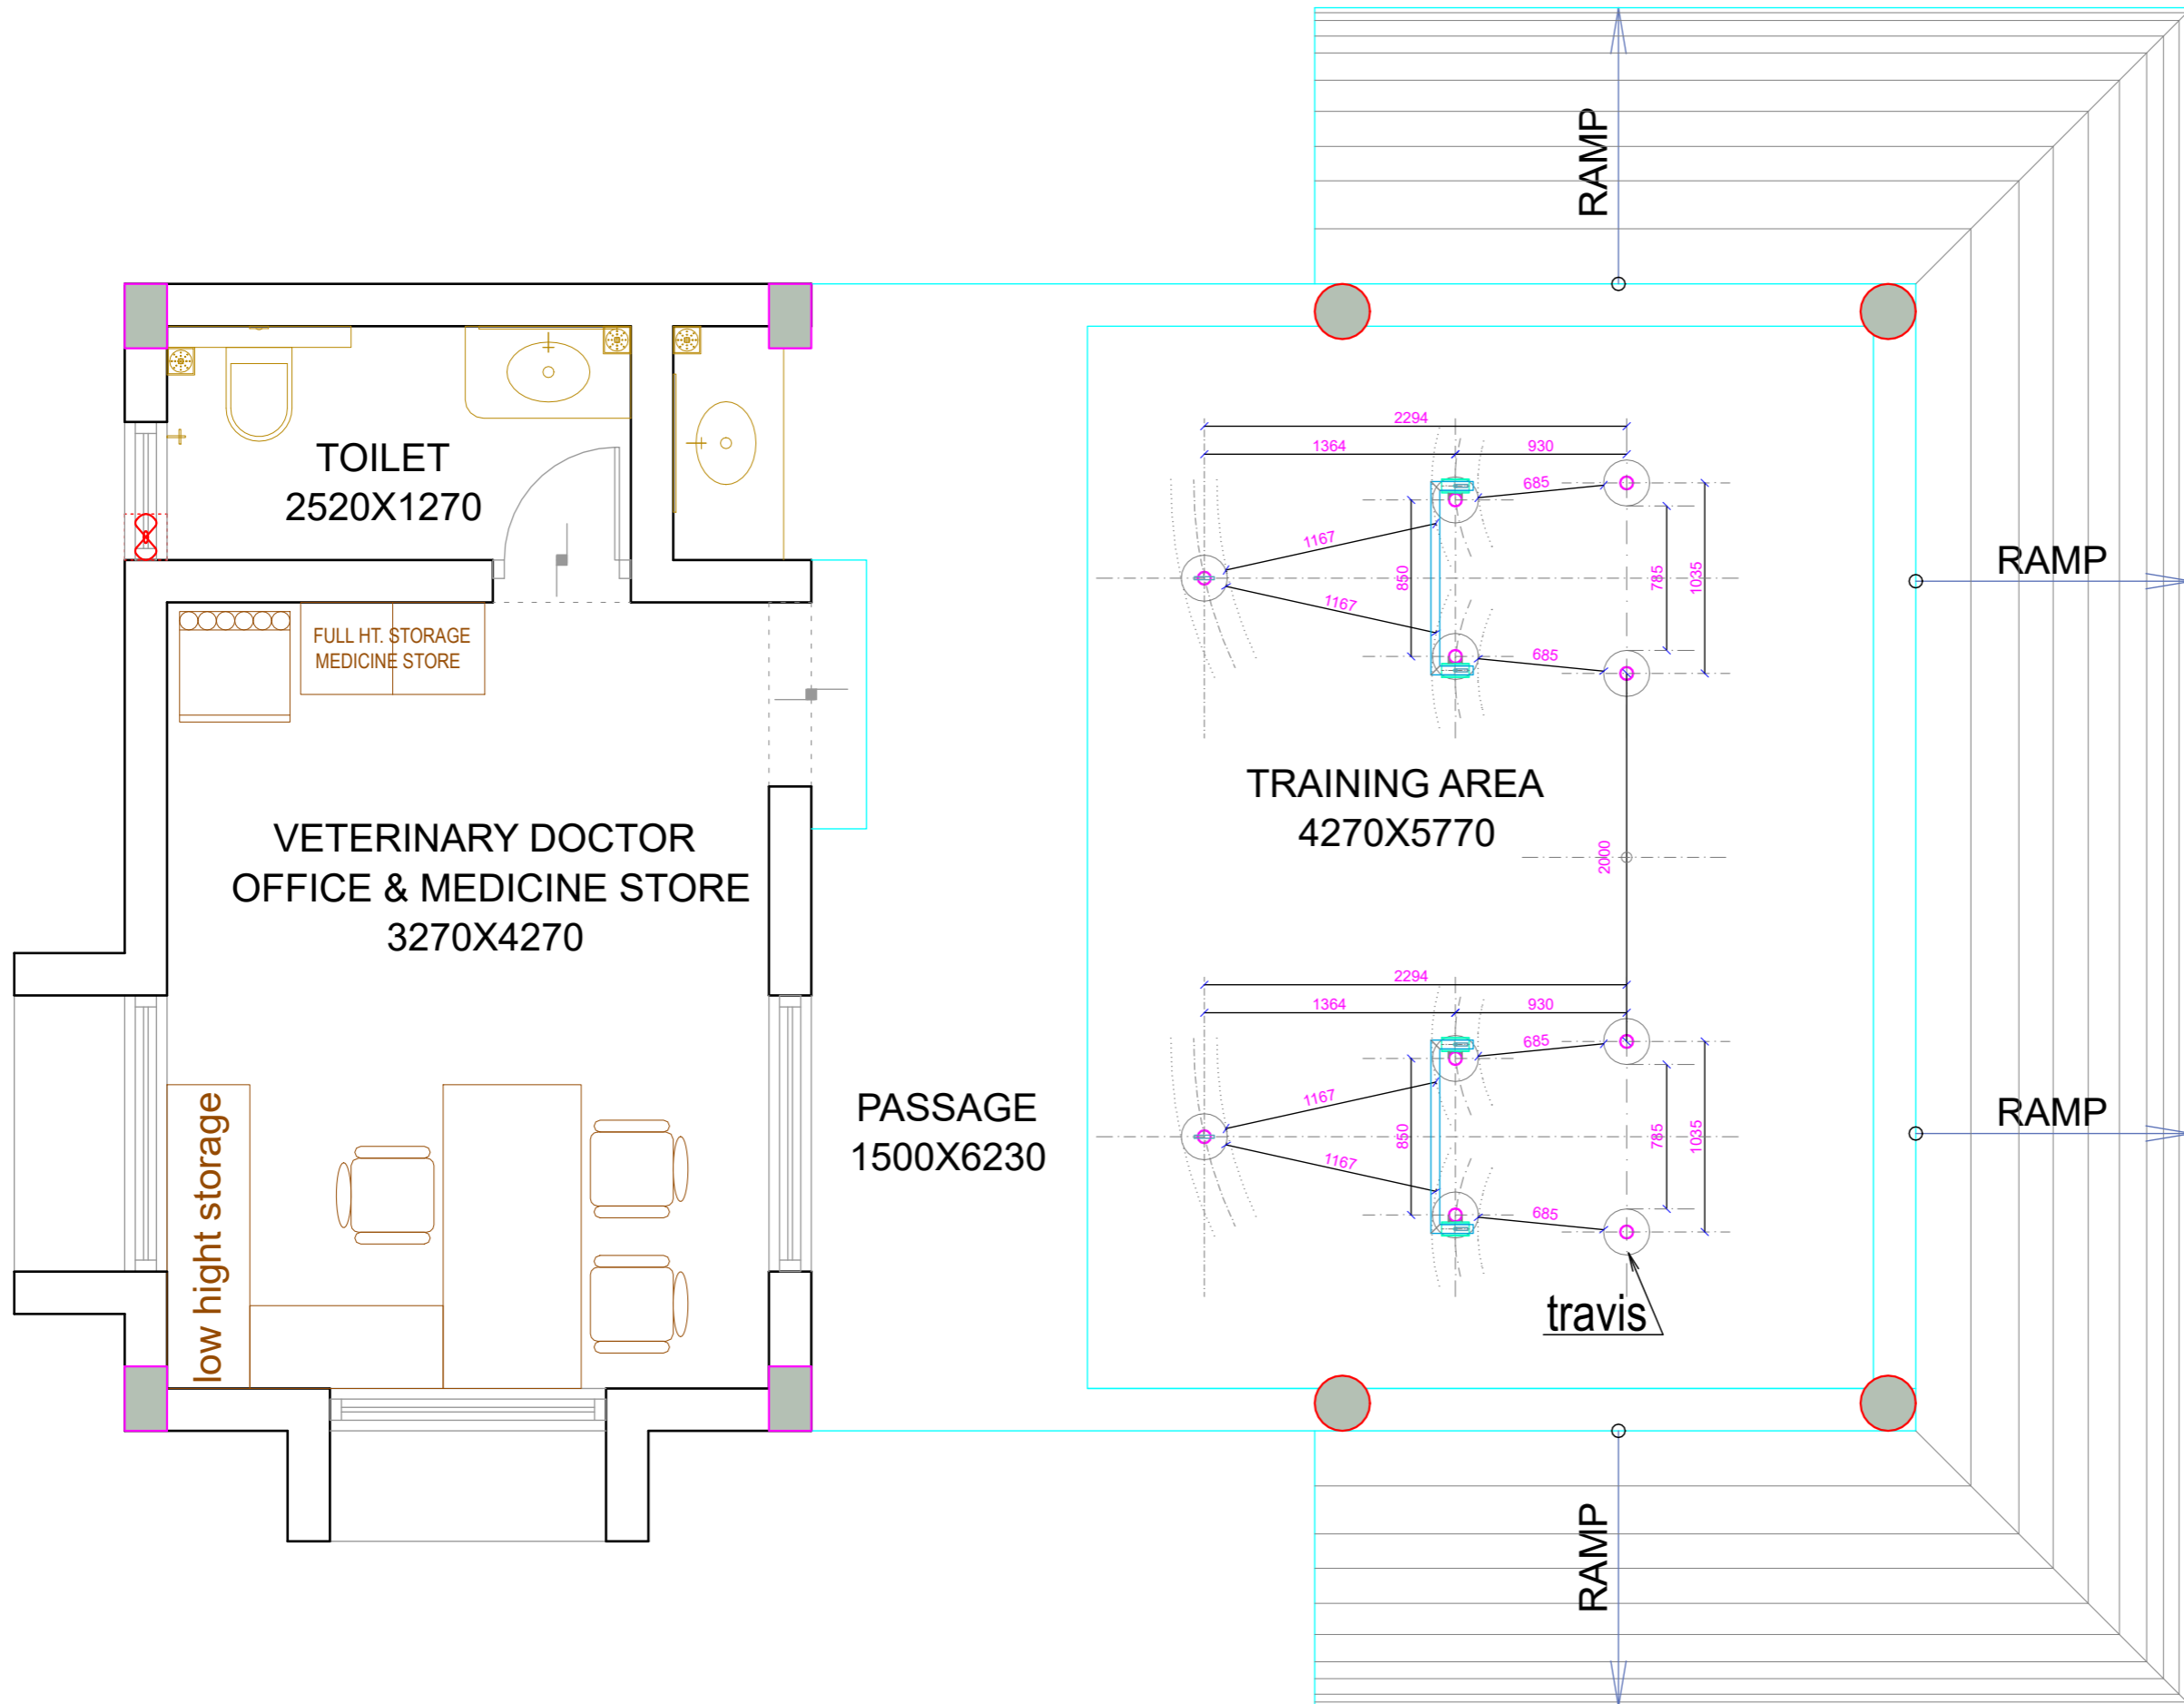 RAMP
TOILET
2520X1270
FULL HT. STORAGE
MEDICINE STORE
VETERINARY DOCTOR
OFFICE & MEDICINE STORE
3270X4270
low hight storage
PASSAGE
1500X6230
2294
1364
930
685
1167
850
785
1035
1167
685
TRAINING AREA
4270X5770
2000
2294
1364
930
685
1167
850
785
1035
1167
685
travis
RAMP
RAMP
RAMP